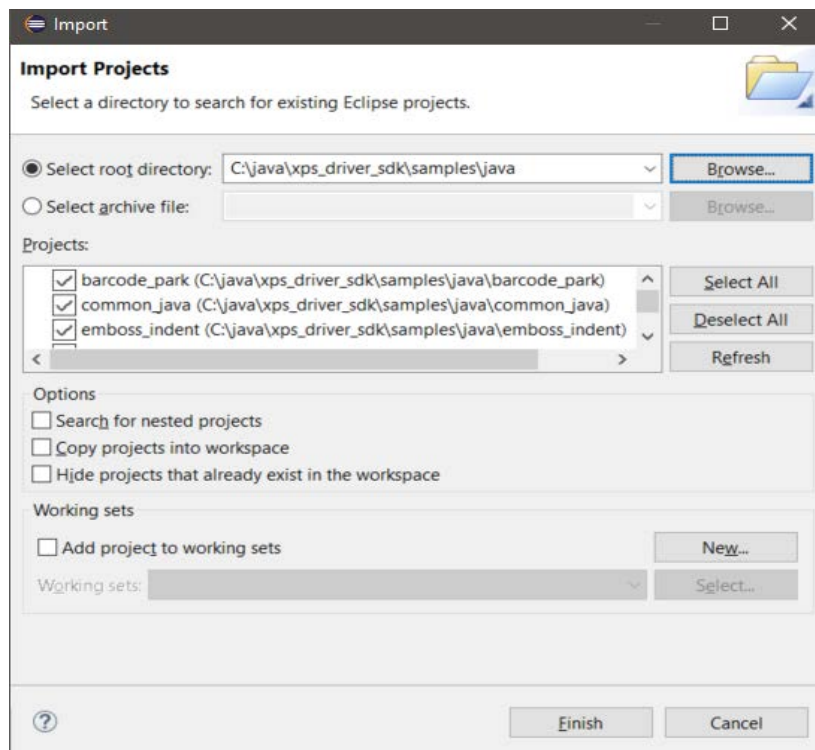 Import
Import Projects
Select a directory to search for existing Eclipse projects.
Select root directory: C:\java\xps_driver_sdk\samples\java Browse...
Select archive file: Browse...
Projects:
barcode_park (C:\java\xps_driver_sdk\samples\java\barcode_park) Select All
common_java (C:\java\xps_driver_sdk\samples\java\common_java)
emboss_indent (C:\java\xps_driver_sdk\samples\java\emboss_indent) Deselect All
Refresh
Options
Search for nested projects
Copy projects into workspace
Hide projects that already exist in the workspace
Working sets
Add project to working sets New...
Working sets: Select...
? Finish Cancel